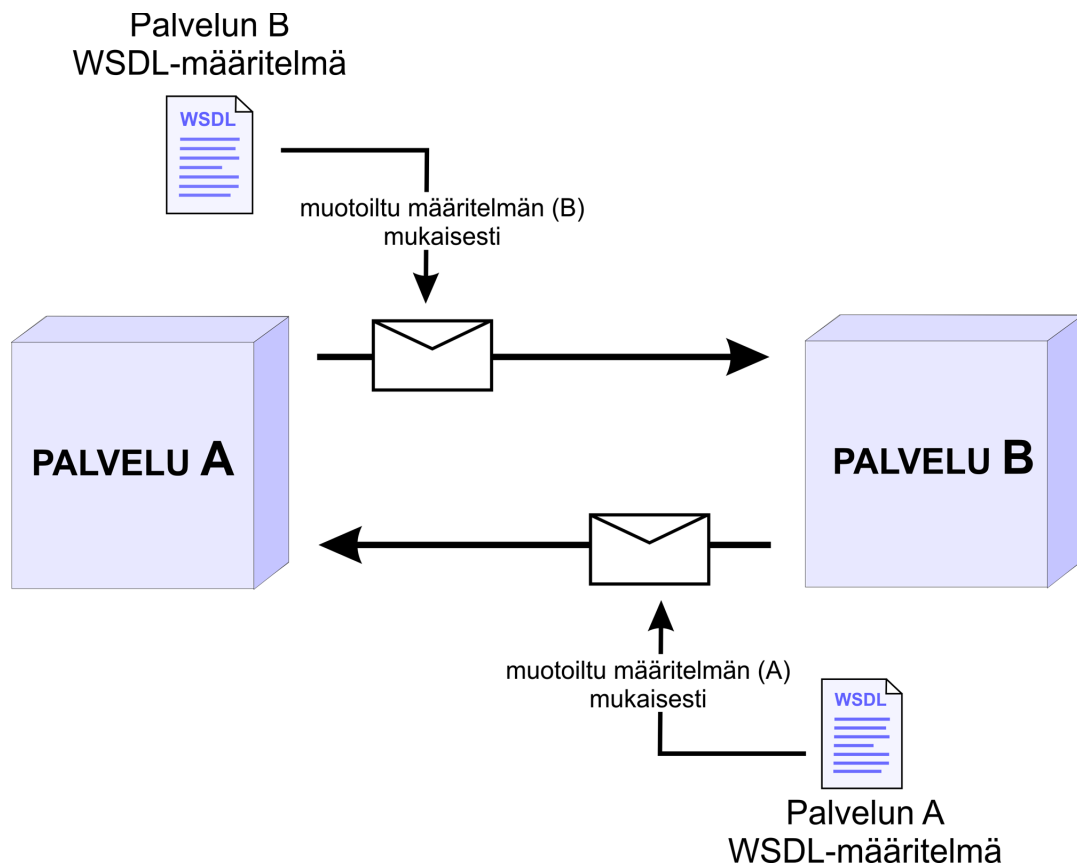 Palvelun B
WSDL-määritelmä
WSDL
muotoiltu määritelmän (B)
mukaisesti
PALVELU A
PALVELU B
muotoiltu määritelmän (A)
mukaisesti
WSDL
Palvelun A
WSDL-määritelmä